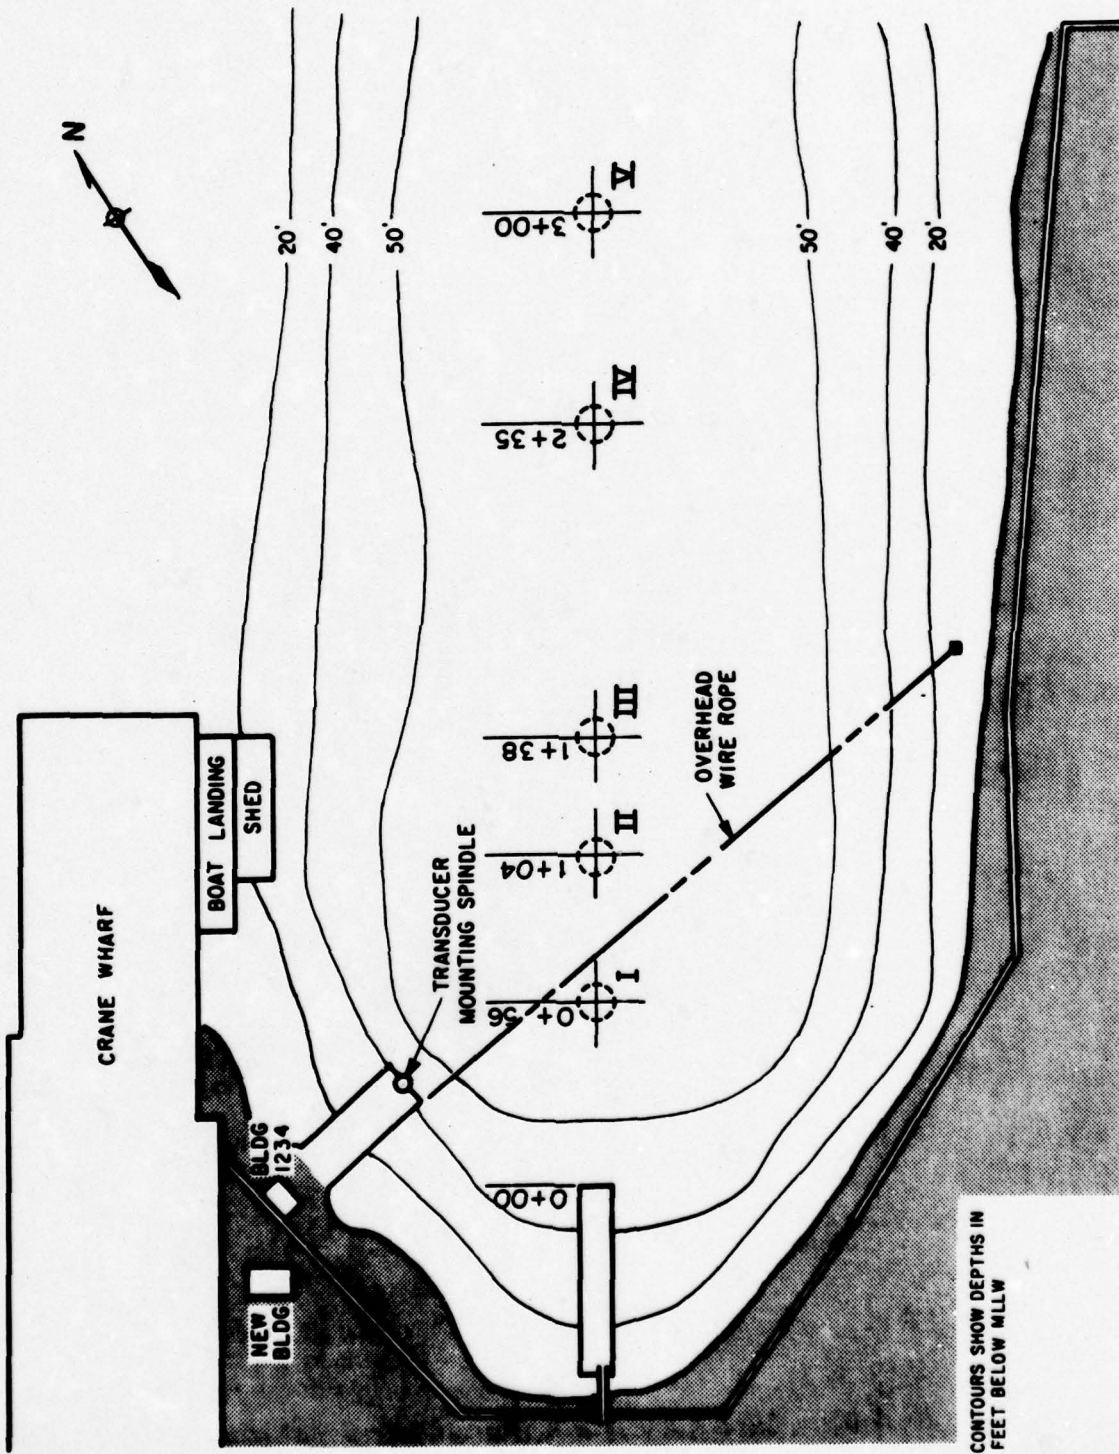 N
CRANE WHARF
BOAT LANDING
SHED
20'
40'
50'
TRANSDUCER
MOUNTING SPINDLE
BLDG
1234
NEW
BLDG
0+00
0+56
I
1+04
II
1+38
III
2+35
IV
3+00
V
OVERHEAD
WIRE ROPE
50'
40'
20'
CONTOURS SHOW DEPTHS IN
FEET BELOW MLLW